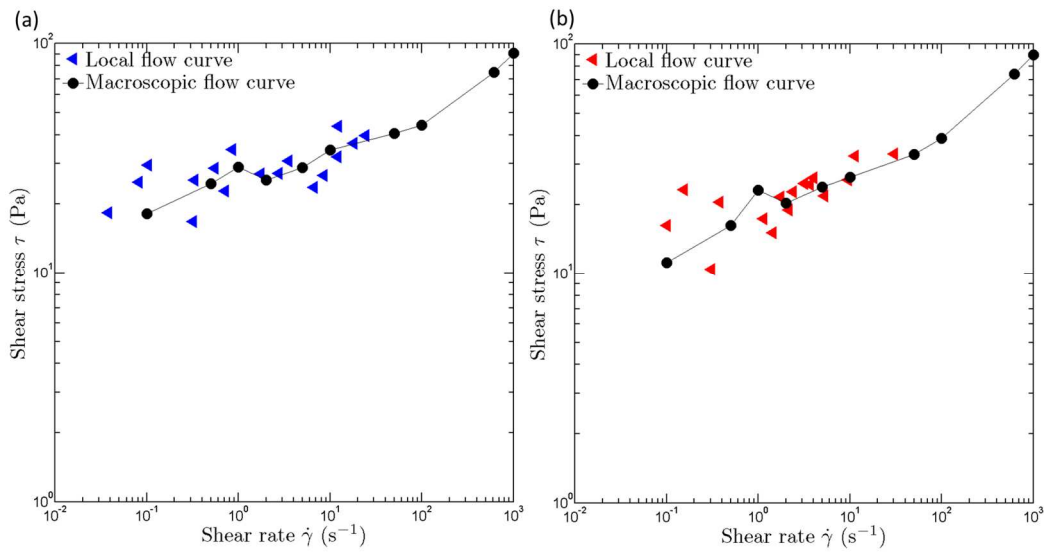 (a)
10²
Local flow curve
Macroscopic flow curve
Shear stress τ (Pa)
10¹
10⁰
10⁻² 10⁻¹ 10⁰ 10¹ 10² 10³
Shear rate γ̇ (s⁻¹)
(b)
10²
Local flow curve
Macroscopic flow curve
Shear stress τ (Pa)
10¹
10⁰
10⁻² 10⁻¹ 10⁰ 10¹ 10² 10³
Shear rate γ̇ (s⁻¹)